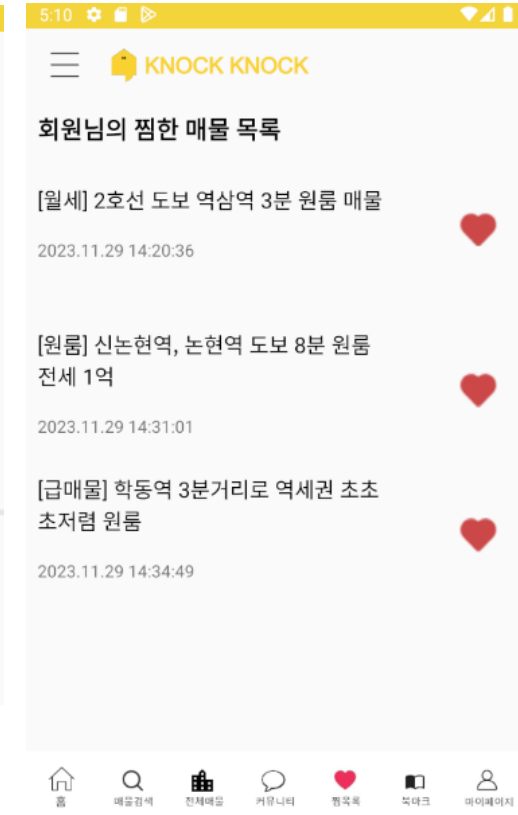 5:10
KNOCK KNOCK
회원님의 찜한 매물 목록
[월세] 2호선 도보 역삼역 3분 원룸 매물
2023.11.29 14:20:36
[원룸] 신논현역, 논현역 도보 8분 원룸
전세 1억
2023.11.29 14:31:01
[급매물] 학동역 3분거리로 역세권 초초
초저렴 원룸
2023.11.29 14:34:49
홈 매물검색 전체매물 커뮤니티 찜목록 북마크 마이페이지